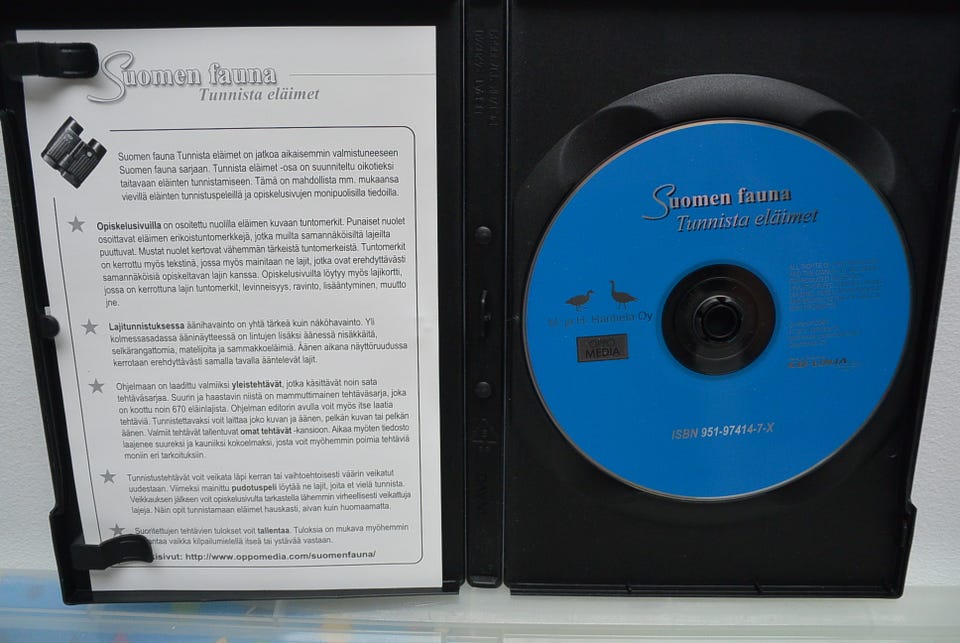 Suomen fauna
Tunnista eläimet
Suomen fauna Tunnista eläimet on jatkoa aikaisemmin valmistuneeseen
Suomen fauna sarjaan. Tunnista eläimet -osa on suunniteltu oikotieksi
taitavaan eläinten tunnistamiseen. Tämä on mahdollista mm. mukaansa
vievillä eläinten tunnistuspeleillä ja opiskelusivujen monipuolisilla tiedoilla.
Opiskelusivuilla on osoitettu nuolilla eläimen kuvaan tuntomerkit. Punaiset nuolet
osoittavat eläimen erikoistuntomerkkejä, jotka muilta samannäköisiltä lajeilta
puuttuvat. Mustat nuolet kertovat vähemmän tärkeistä tuntomerkeistä. Tuntomerkit
on kerrottu myös tekstinä, jossa myös mainitaan ne lajit, jotka ovat erehdyttävästi
samannäköisiä opiskeltavan lajin kanssa. Opiskelusivuilta löytyy myös lajikortti,
jossa on kerrottuna lajin tuntomerkit, levinneisyys, ravinto, lisääntyminen, muutto
jne.
Lajitunnistuksessa äänihavainto on yhtä tärkeä kuin näköhavainto. Yli
kolmessasadassa ääninäytteessä on lintujen lisäksi äänessä nisäkkäitä,
selkärangattomia, matelijoita ja sammakkoeläimiä. Äänen aikana näyttöruudussa
kerrotaan erehdyttävästi samalla tavalla ääntelevät lajit.
Ohjelmaan on laadittu valmiiksi yleistehtävät, jotka käsittävät noin sata
tehtäväsarjaa. Suurin ja haastavin niistä on mammuttimainen tehtäväsarja, joka
on koottu noin 670 eläinlajista. Ohjelman editorin avulla voit myös itse laatia
tehtäviä. Tunnistettavaksi voit laittaa joko kuvan ja äänen, pelkän kuvan tai pelkän
äänen. Valmiit tehtävät tallentuvat omat tehtävät -kansioon. Aikaa myöten tiedosto
laajenee suureksi ja kauniiksi kokoelmaksi, josta voit myöhemmin poimia tehtäviä
moniin eri tarkoituksiin.
Tunnistustehtävät voit veikata läpi kerran tai vaihtoehtoisesti väärin veikatut
uudestaan. Viimeksi mainittu pudotuspeli löytää ne lajit, joita et vielä tunnista.
Veikkauksen jälkeen voit opiskelusivulta tarkastella lähemmin virheellisesti veikattuja
lajeja. Näin opit tunnistamaan eläimet hauskasti, aivan kuin huomaamatta.
Suoritettujen tehtävien tulokset voit tallentaa. Tuloksia on mukava myöhemmin
antaa vaikka kilpailumielellä itseä tai ystävää vastaan.
isivut: http://www.oppomedia.com/suomenfauna/
Suomen fauna
Tunnista eläimet
M. ja H. Hanhela Oy
OPPO
MEDIA
ISBN 951-97414-7-X